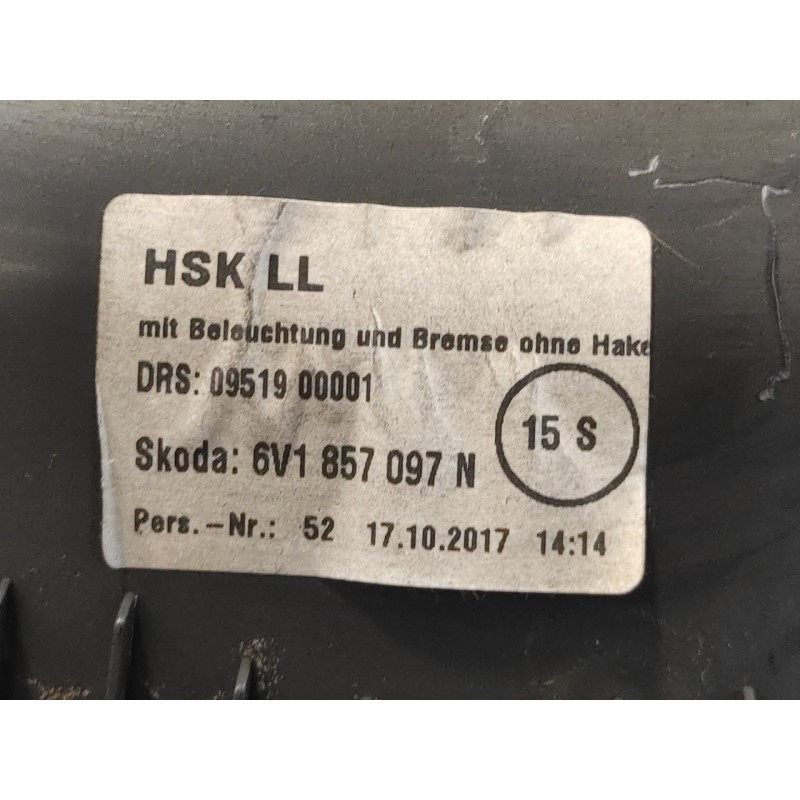 HSK LL
mit Beleuchtung und Bremse ohne Hake
DRS: 09519 00001
15 S
Skoda: 6V1 857 097 N
Pers.-Nr.: 52 17.10.2017 14:14